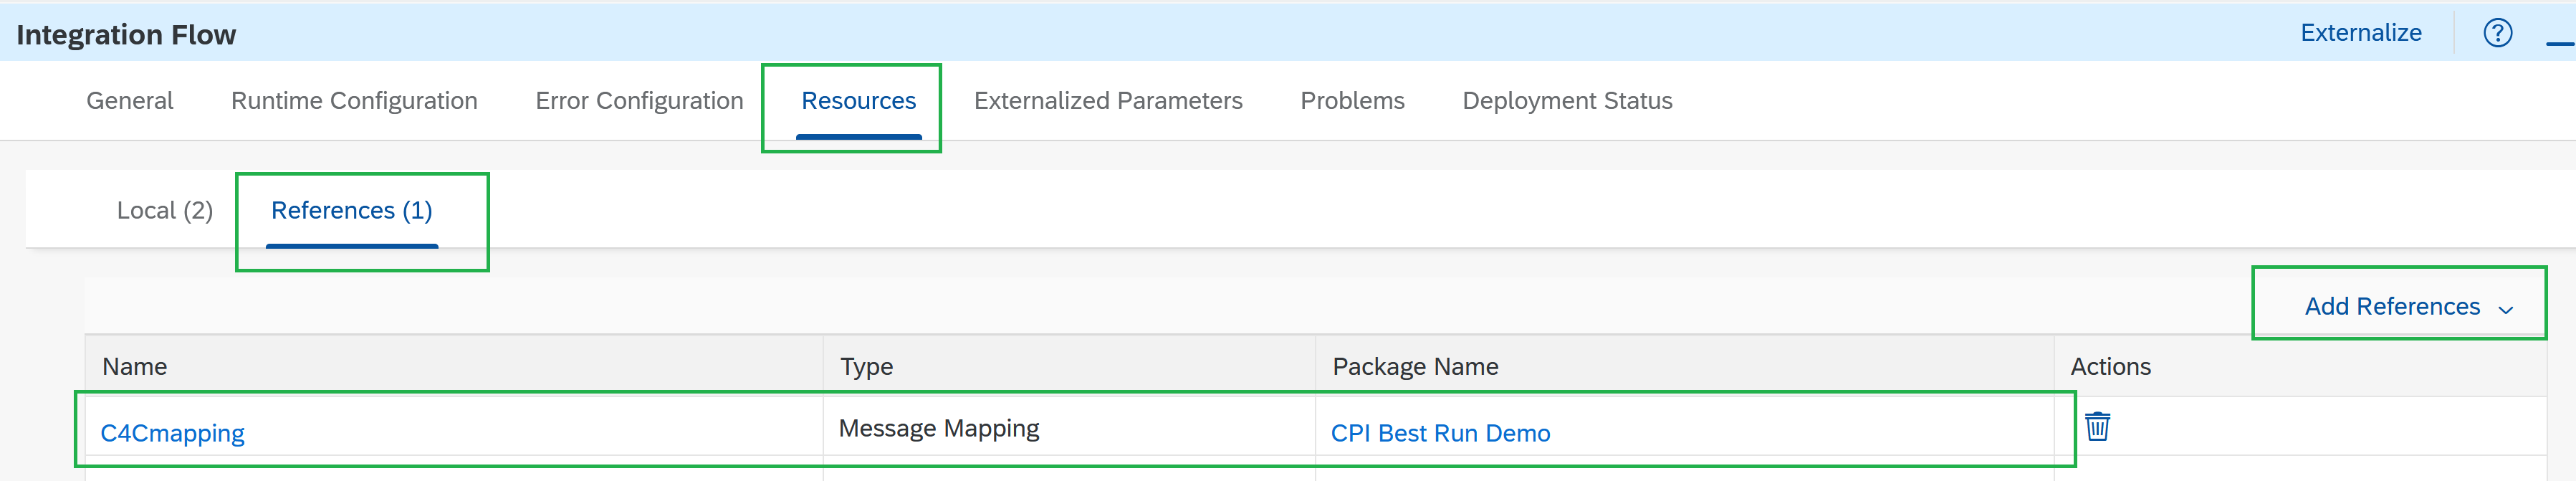 Integration Flow Externalize ?
General Runtime Configuration Error Configuration Resources Externalized Parameters Problems Deployment Status
Local (2) References (1)
Add References
Name Type Package Name Actions
C4Cmapping Message Mapping CPI Best Run Demo